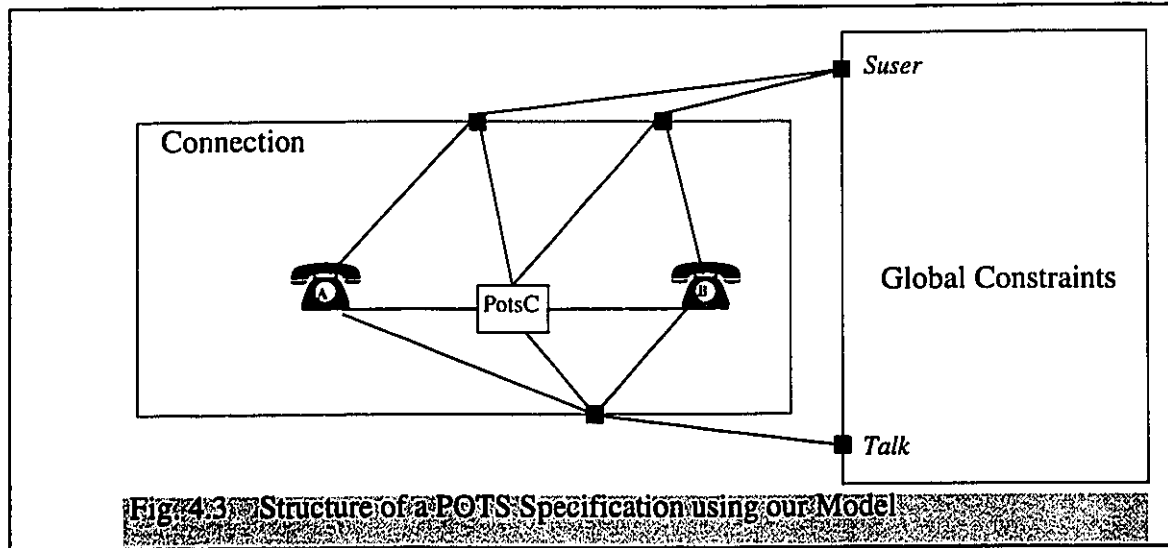 Suser
Connection
Global Constraints
A
PotsC
B
Talk
Fig. 4.3 Structure of a POTS Specification using our Model